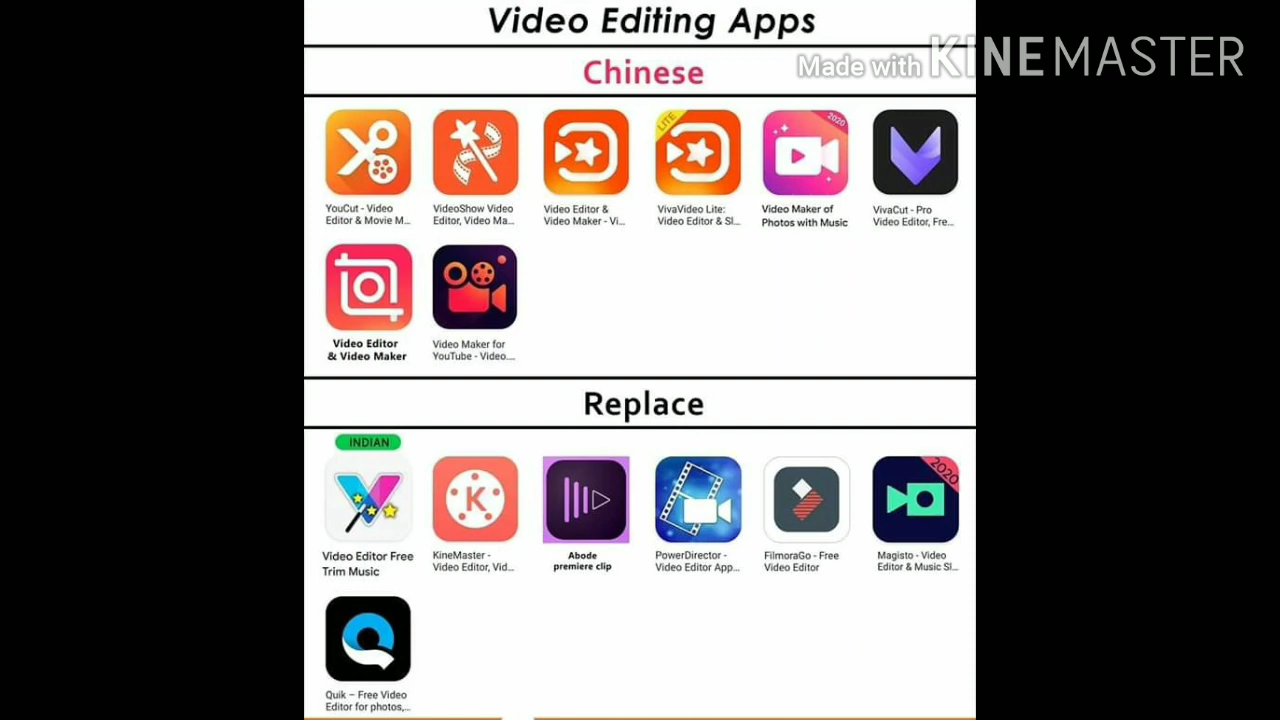 Video Editing Apps
Made with KINEMASTER
Chinese
LITE
2020
YouCut - Video
Editor & Movie M...
VideoShow Video
Editor, Video Ma...
Video Editor &
Video Maker - Vi...
VivaVideo Lite:
Video Editor & Sl...
Video Maker of
Photos with Music
VivaCut - Pro
Video Editor, Fre...
Video Editor
& Video Maker
Video Maker for
YouTube - Video....
Replace
INDIAN
K
2020
Video Editor Free
Trim Music
KineMaster -
Video Editor, Vid...
Abode
premiere clip
PowerDirector -
Video Editor App...
FilmoraGo - Free
Video Editor
Magisto - Video
Editor & Music Sl...
Quik – Free Video
Editor for photos,...